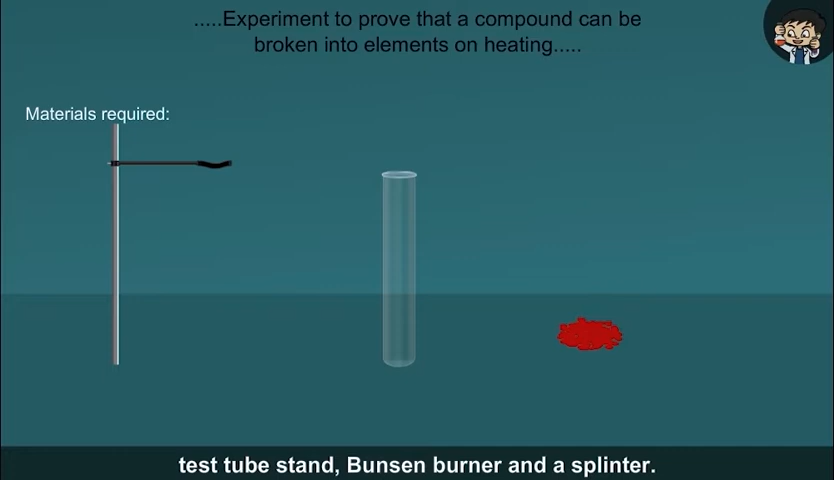 .....Experiment to prove that a compound can be
broken into elements on heating.....
Materials required:
test tube stand, Bunsen burner and a splinter.